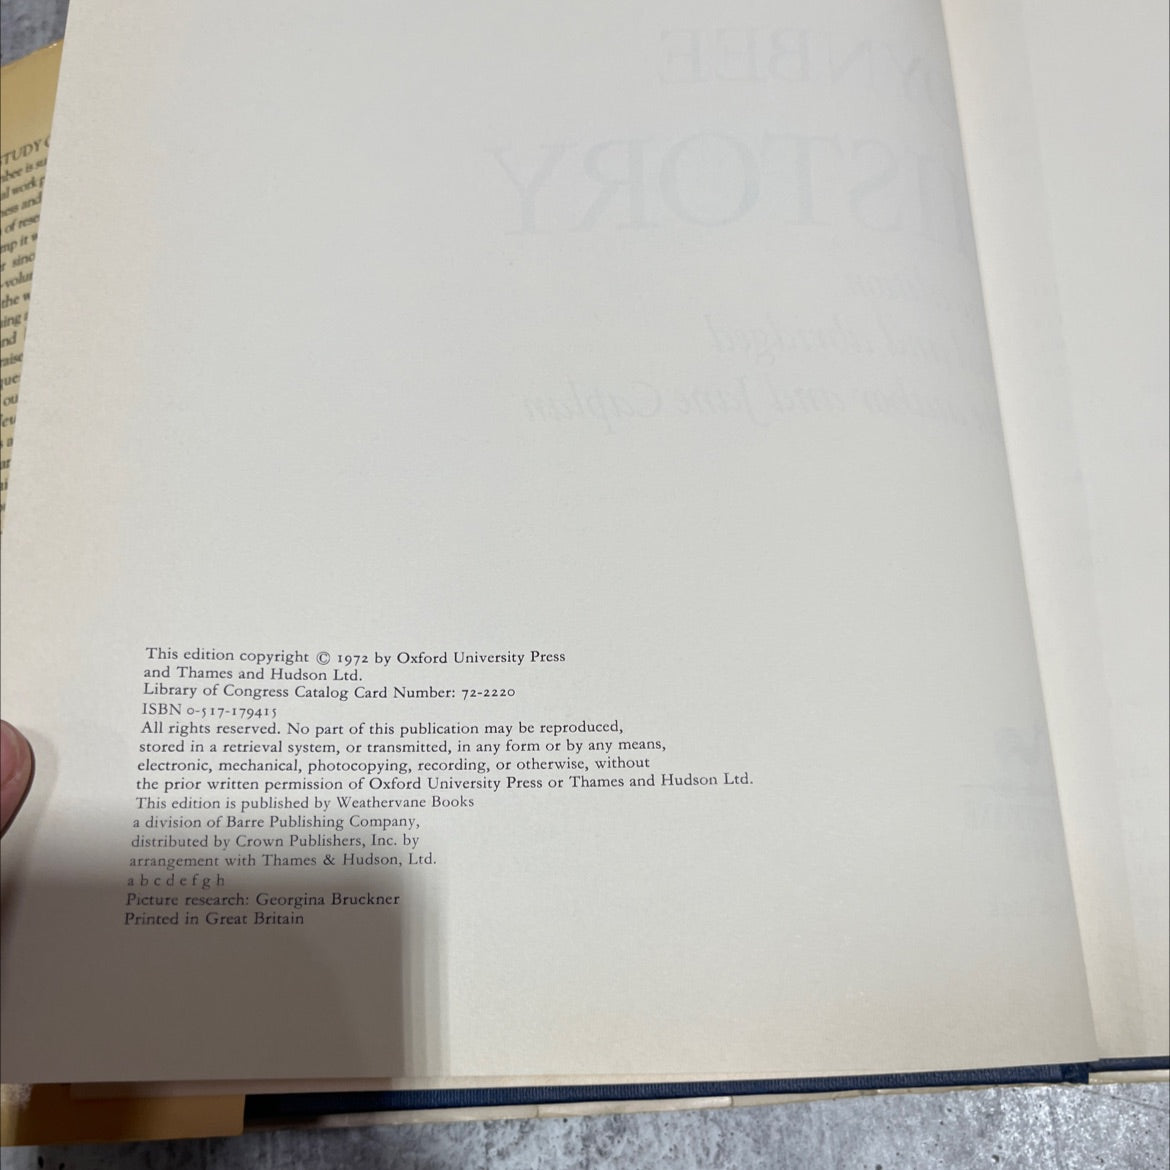 This edition copyright © 1972 by Oxford University Press
and Thames and Hudson Ltd.
Library of Congress Catalog Card Number: 72-2220
ISBN 0-517-179415
All rights reserved. No part of this publication may be reproduced,
stored in a retrieval system, or transmitted, in any form or by any means,
electronic, mechanical, photocopying, recording, or otherwise, without
the prior written permission of Oxford University Press or Thames and Hudson Ltd.
This edition is published by Weathervane Books
a division of Barre Publishing Company,
distributed by Crown Publishers, Inc. by
arrangement with Thames & Hudson, Ltd.
a b c d e f g h
Picture research: Georgina Bruckner
Printed in Great Britain